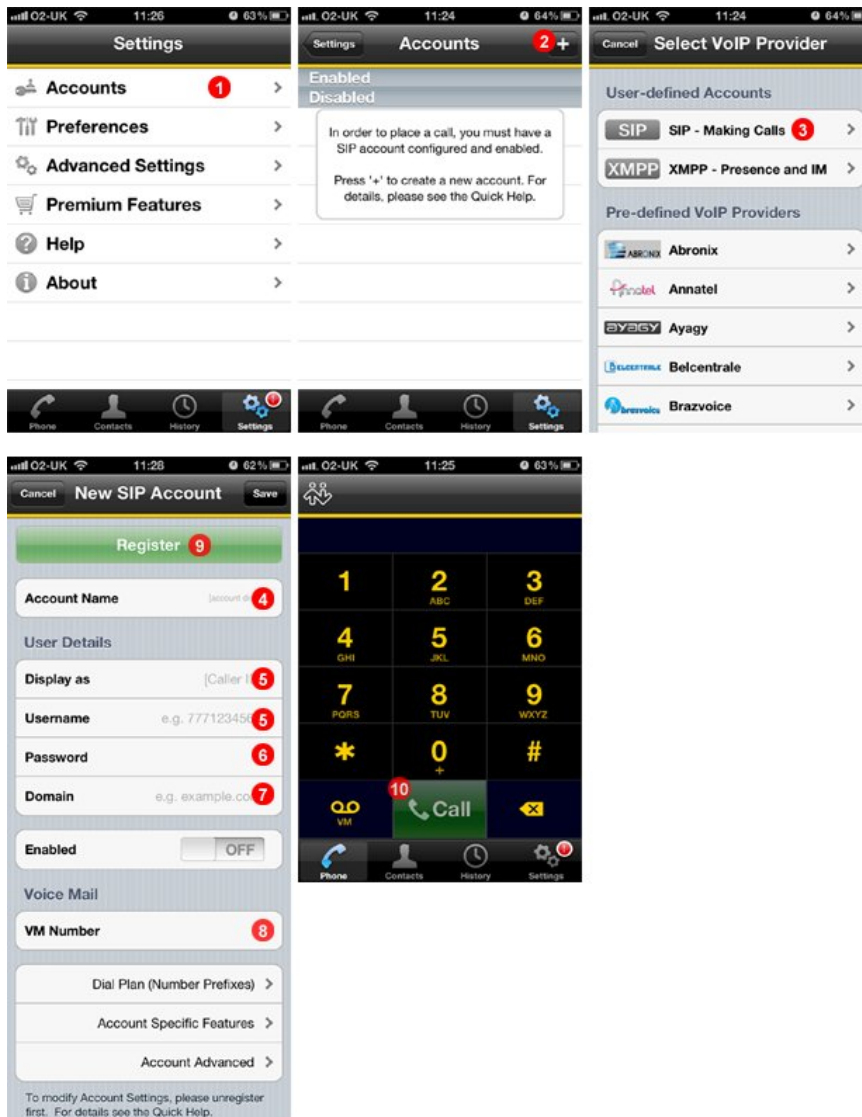 O2-UK 11:26 63%
Settings
Accounts 1
Preferences
Advanced Settings
Premium Features
Help
About
Phone Contacts History Settings
O2-UK 11:24 64%
Settings Accounts 2 +
Enabled
Disabled
In order to place a call, you must have a
SIP account configured and enabled.
Press '+' to create a new account. For
details, please see the Quick Help.
Phone Contacts History Settings
O2-UK 11:24 64%
Cancel Select VoIP Provider
User-defined Accounts
SIP SIP - Making Calls 3
XMPP XMPP - Presence and IM
Pre-defined VoIP Providers
ABRONIX Abronix
Annatel Annatel
AYAGY Ayagy
BELCENTRALE Belcentrale
Brazvoice Brazvoice
O2-UK 11:28 62%
Cancel New SIP Account Save
Register 9
Account Name [account 4
User Details
Display as [Caller 5
Username e.g. 77712345 5
Password 6
Domain e.g. example.co 7
Enabled OFF
Voice Mail
VM Number 8
Dial Plan (Number Prefixes)
Account Specific Features
Account Advanced
To modify Account Settings, please unregister
first. For details see the Quick Help.
O2-UK 11:25 63%
1 2 3
ABC DEF
4 5 6
GHI JKL MNO
7 8 9
PQRS TUV WXYZ
* 0 #
+
10
Call
VM
Phone Contacts History Settings